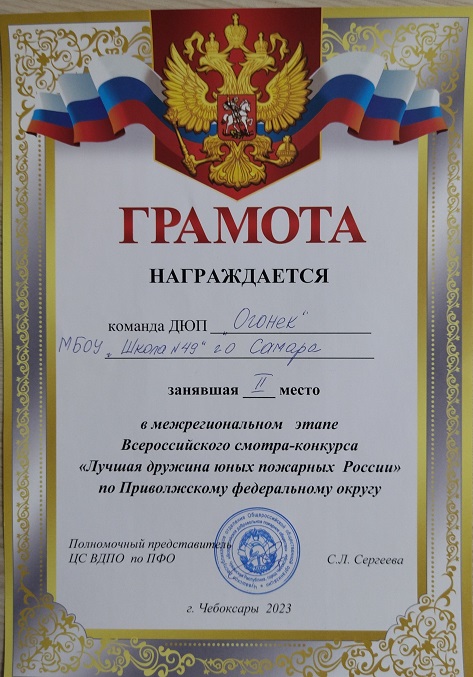 ГРАМОТА
НАГРАЖДАЕТСЯ
команда ДЮП „Огонек"
МБОУ „Школа №49" г.о Самара
занявшая II место
в межрегиональном этапе
Всероссийского смотра-конкурса
«Лучшая дружина юных пожарных России»
по Приволжскому федеральному округу
Полномочный представитель
ЦС ВДПО по ПФО С.Л. Сергеева
г. Чебоксары 2023